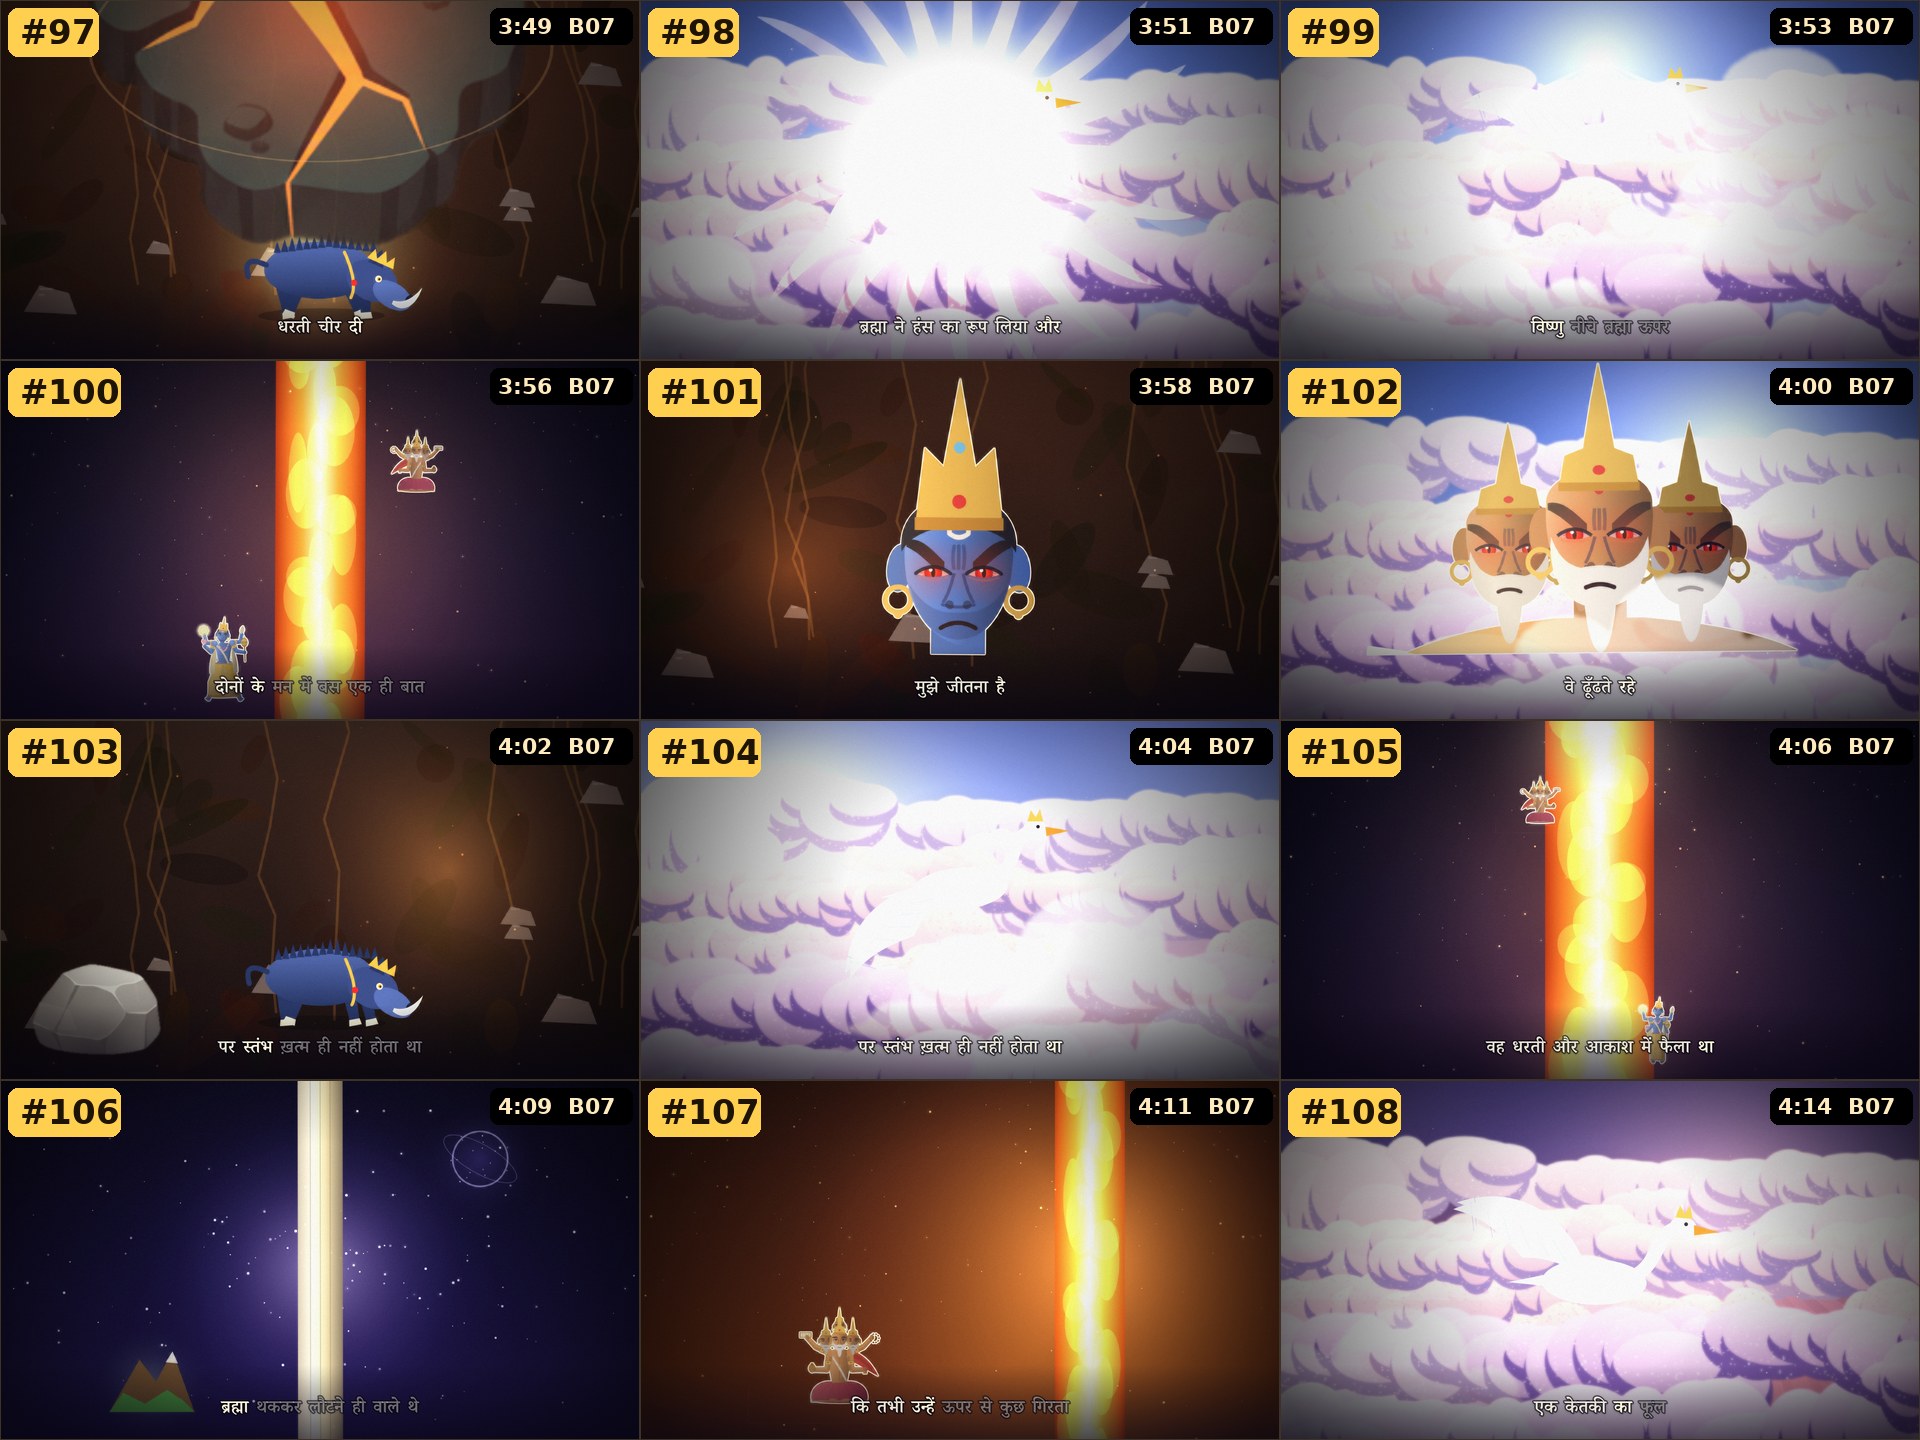 #97
3:49 B07
धरती चीर दी
#98
3:51 B07
ब्रह्मा ने हंस का रूप लिया और
#99
3:53 B07
विष्णु नीचे ब्रह्मा ऊपर
#100
3:56 B07
दोनों के मन में बस एक ही बात
#101
3:58 B07
मुझे जीतना है
#102
4:00 B07
वे ढूँढते रहे
#103
4:02 B07
पर स्तंभ ख़त्म ही नहीं होता था
#104
4:04 B07
पर स्तंभ ख़त्म ही नहीं होता था
#105
4:06 B07
वह धरती और आकाश में फैला था
#106
4:09 B07
ब्रह्मा थककर लौटने ही वाले थे
#107
4:11 B07
कि तभी उन्हें ऊपर से कुछ गिरता
#108
4:14 B07
एक केतकी का फूल